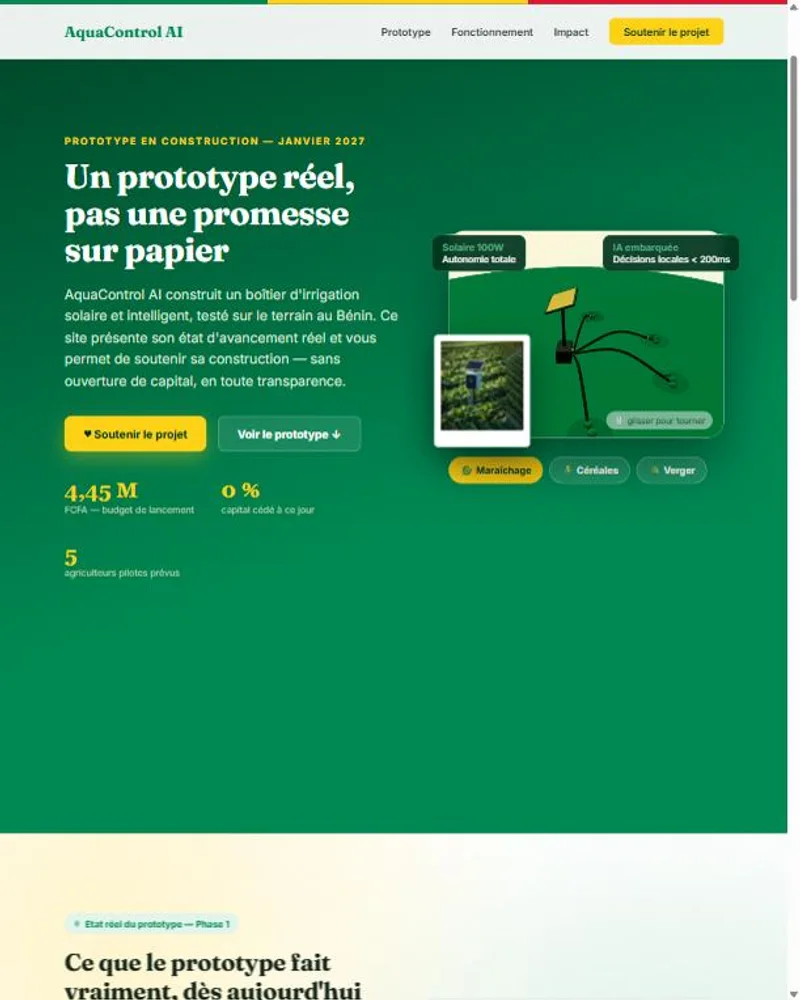 AquaControl AI
Prototype
Fonctionnement
Impact
Soutenir le projet
PROTOTYPE EN CONSTRUCTION — JANVIER 2027
Un prototype réel,
pas une promesse
sur papier
AquaControl AI construit un boîtier d'irrigation
solaire et intelligent, testé sur le terrain au Bénin. Ce
site présente son état d'avancement réel et vous
permet de soutenir sa construction — sans
ouverture de capital, en toute transparence.
♥ Soutenir le projet
Voir le prototype ↓
4,45 M
FCFA — budget de lancement
0 %
capital cédé à ce jour
5
agriculteurs pilotes prévus
Solaire 100W
Autonomie totale
IA embarquée
Décisions locales < 200ms
glisser pour tourner
Maraîchage
Céréales
Verger
Etat réel du prototype — Phase 1
Ce que le prototype fait
vraiment, dès aujourd'hui